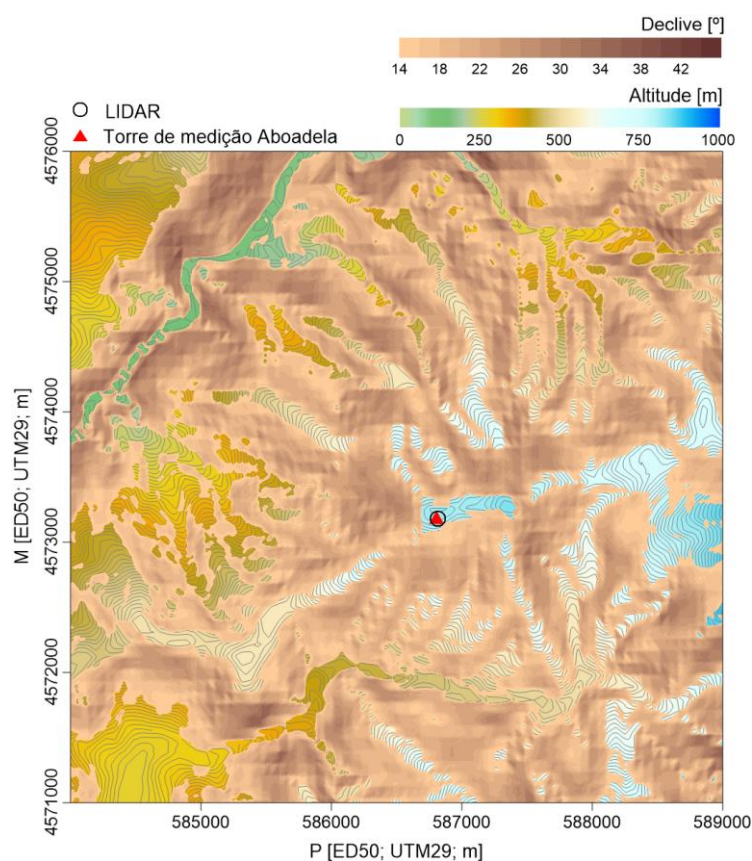 Declive [º]
14 18 22 26 30 34 38 42
LIDAR
Altitude [m]
Torre de medição Aboadela
0 250 500 750 1000
4576000
4575000
4574000
4573000
4572000
4571000
M [ED50; UTM29; m]
585000 586000 587000 588000 589000
P [ED50; UTM29; m]